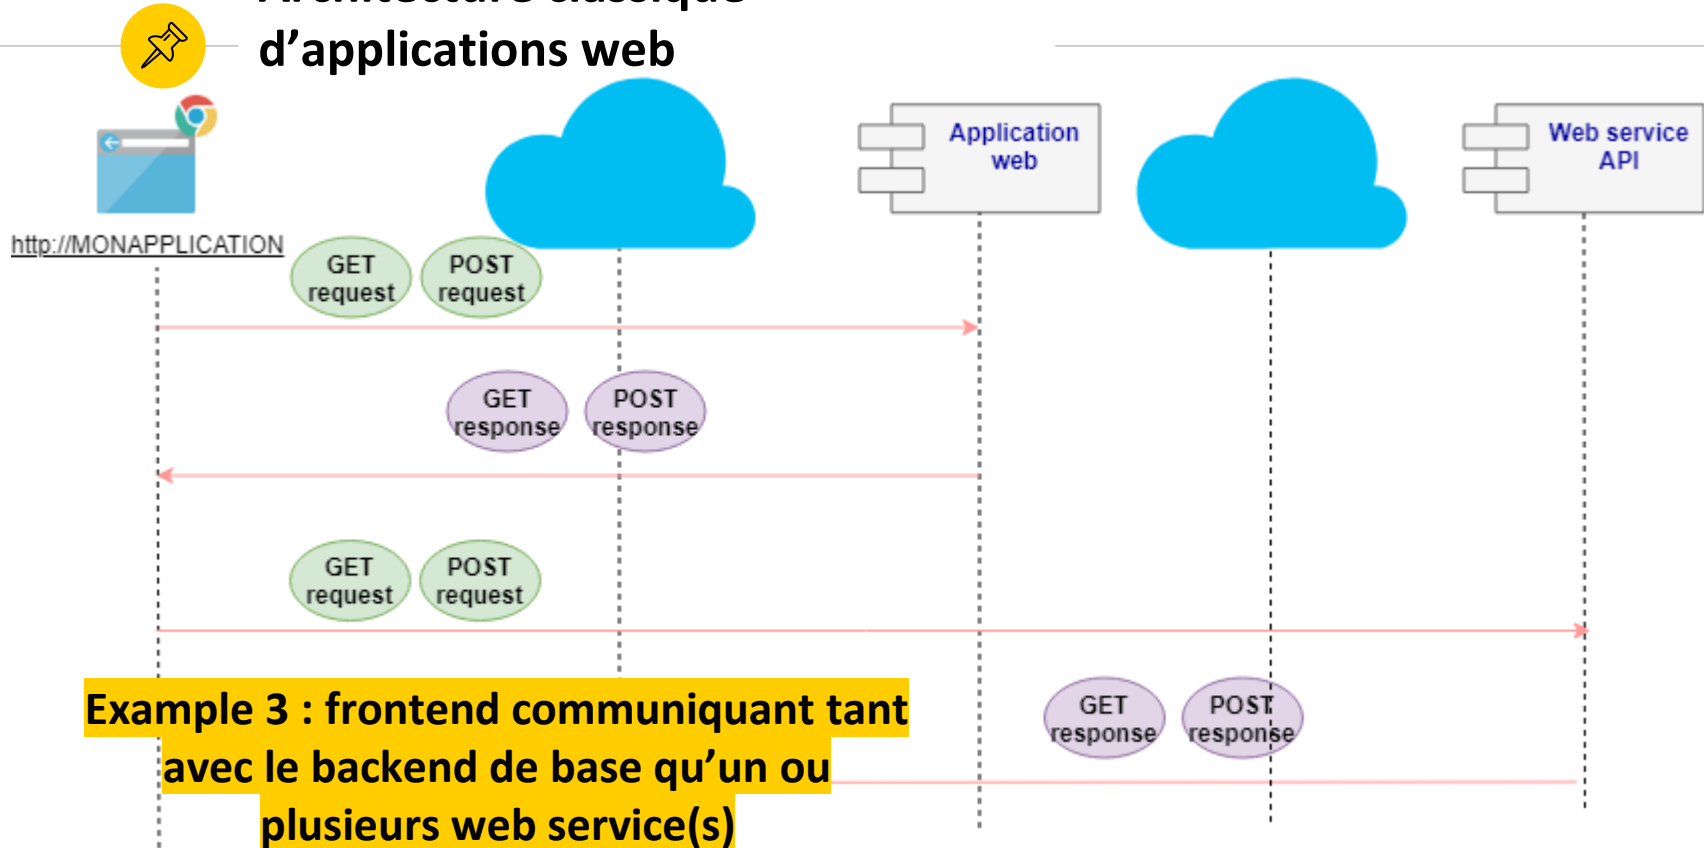 Architecture classique
d’applications web
Application
web
Web service
API
http://MONAPPLICATION
GET
request
POST
request
GET
response
POST
response
GET
request
POST
request
GET
response
POST
response
Example 3 : frontend communiquant tant
avec le backend de base qu’un ou
plusieurs web service(s)